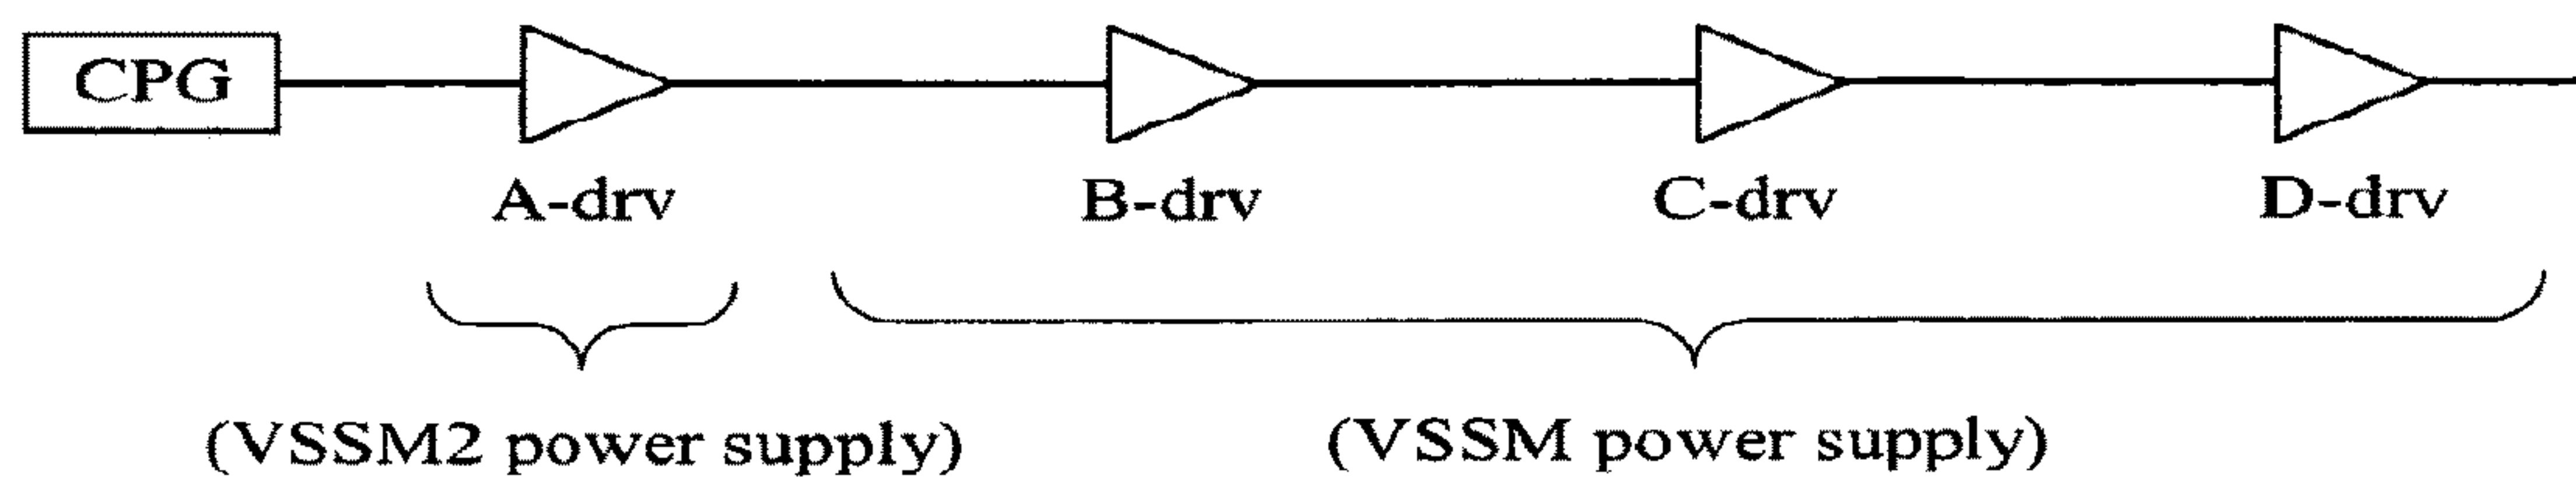 CPG
A-drv B-drv C-drv D-drv
(VSSM2 power supply) (VSSM power supply)